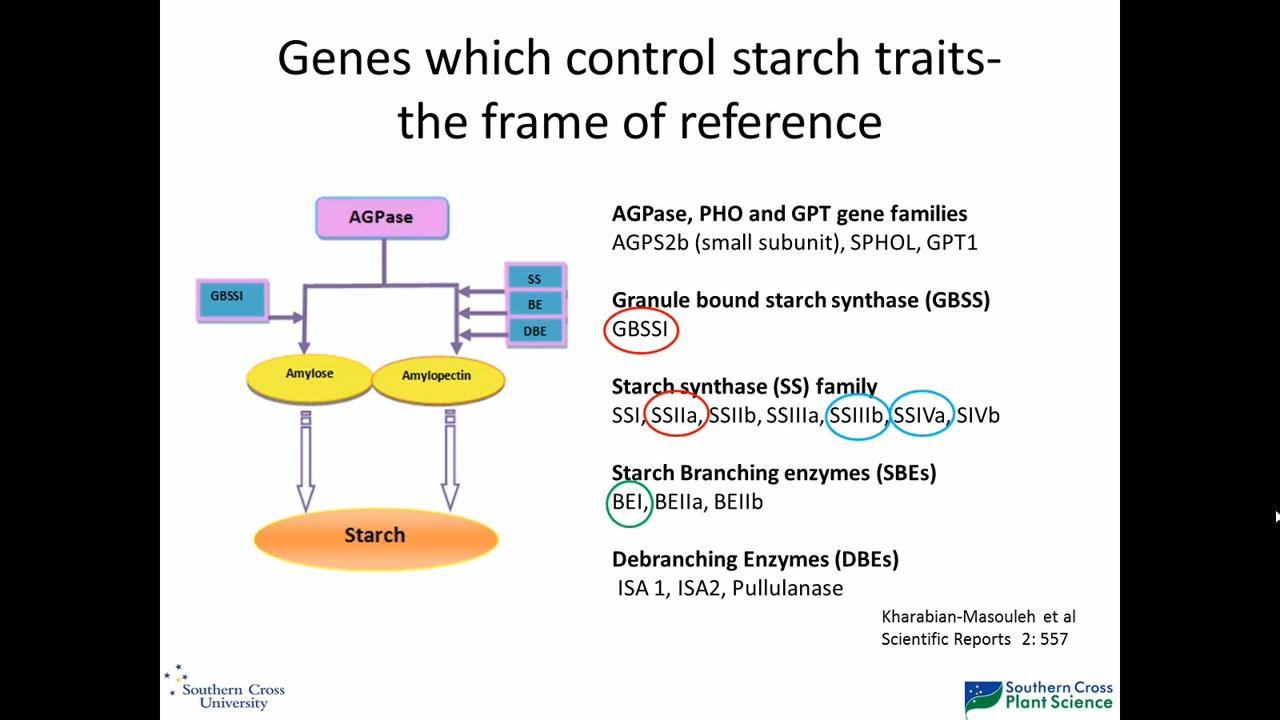 Genes which control starch traits-
the frame of reference
AGPase
GBSSI
SS
BE
DBE
Amylose
Amylopectin
Starch
AGPase, PHO and GPT gene families
AGPS2b (small subunit), SPHOL, GPT1
Granule bound starch synthase (GBSS)
GBSSI
Starch synthase (SS) family
SSI, SSIIa, SSIIb, SSIIIa, SSIIIb, SSIVa, SIVb
Starch Branching enzymes (SBEs)
BEI, BEIIa, BEIIb
Debranching Enzymes (DBEs)
ISA 1, ISA2, Pullulanase
Kharabian-Masouleh et al
Scientific Reports 2: 557
Southern Cross
University
Southern Cross
Plant Science